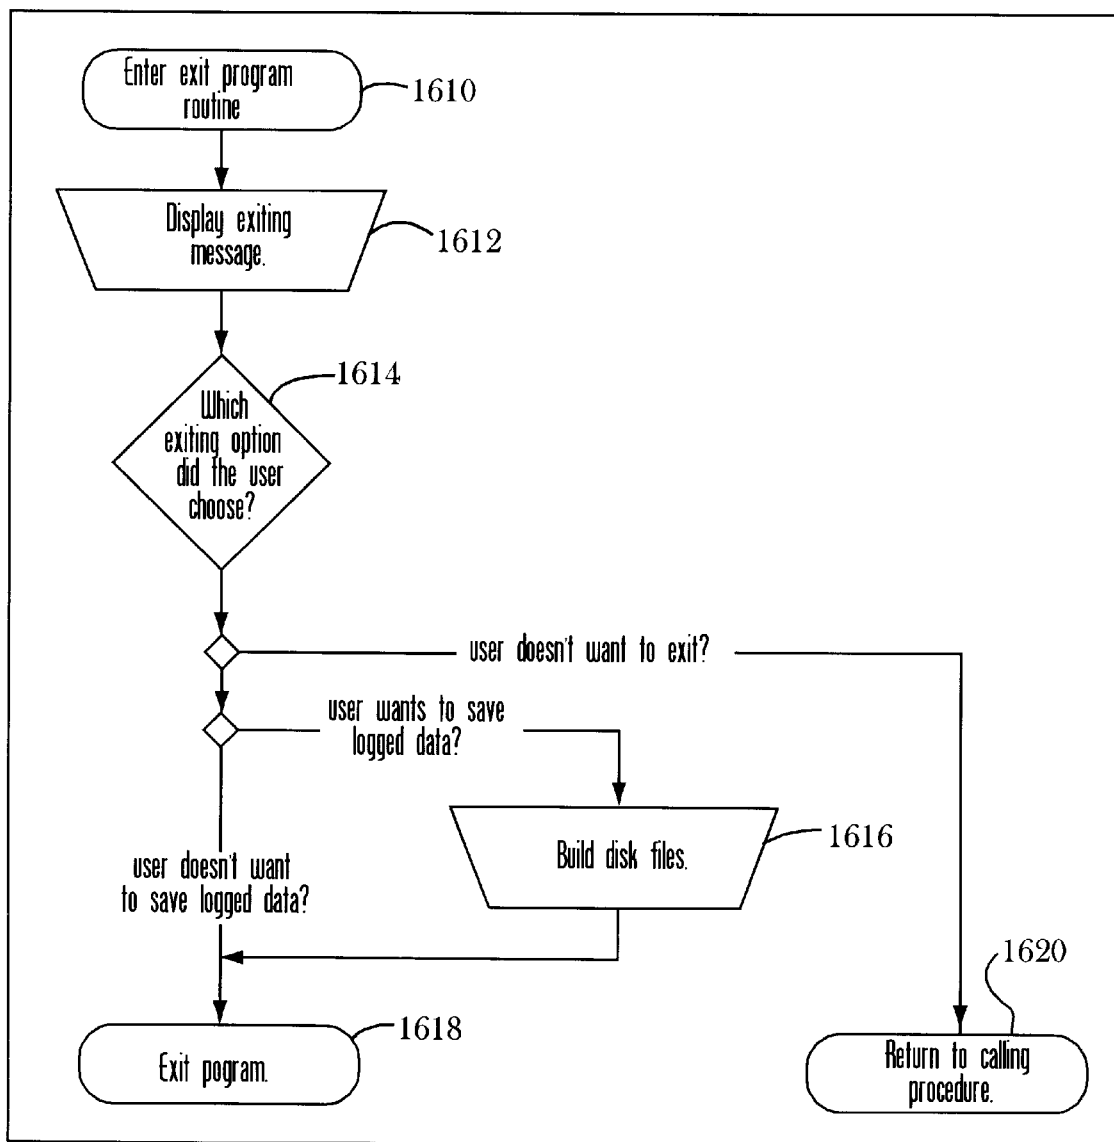 Enter exit program
routine
1610
Display exiting
message.
1612
1614
Which
exiting option
did the user
choose?
user doesn't want to exit?
user wants to save
logged data?
Build disk files.
1616
user doesn't want
to save logged data?
1620
1618
Exit pogram.
Return to calling
procedure.